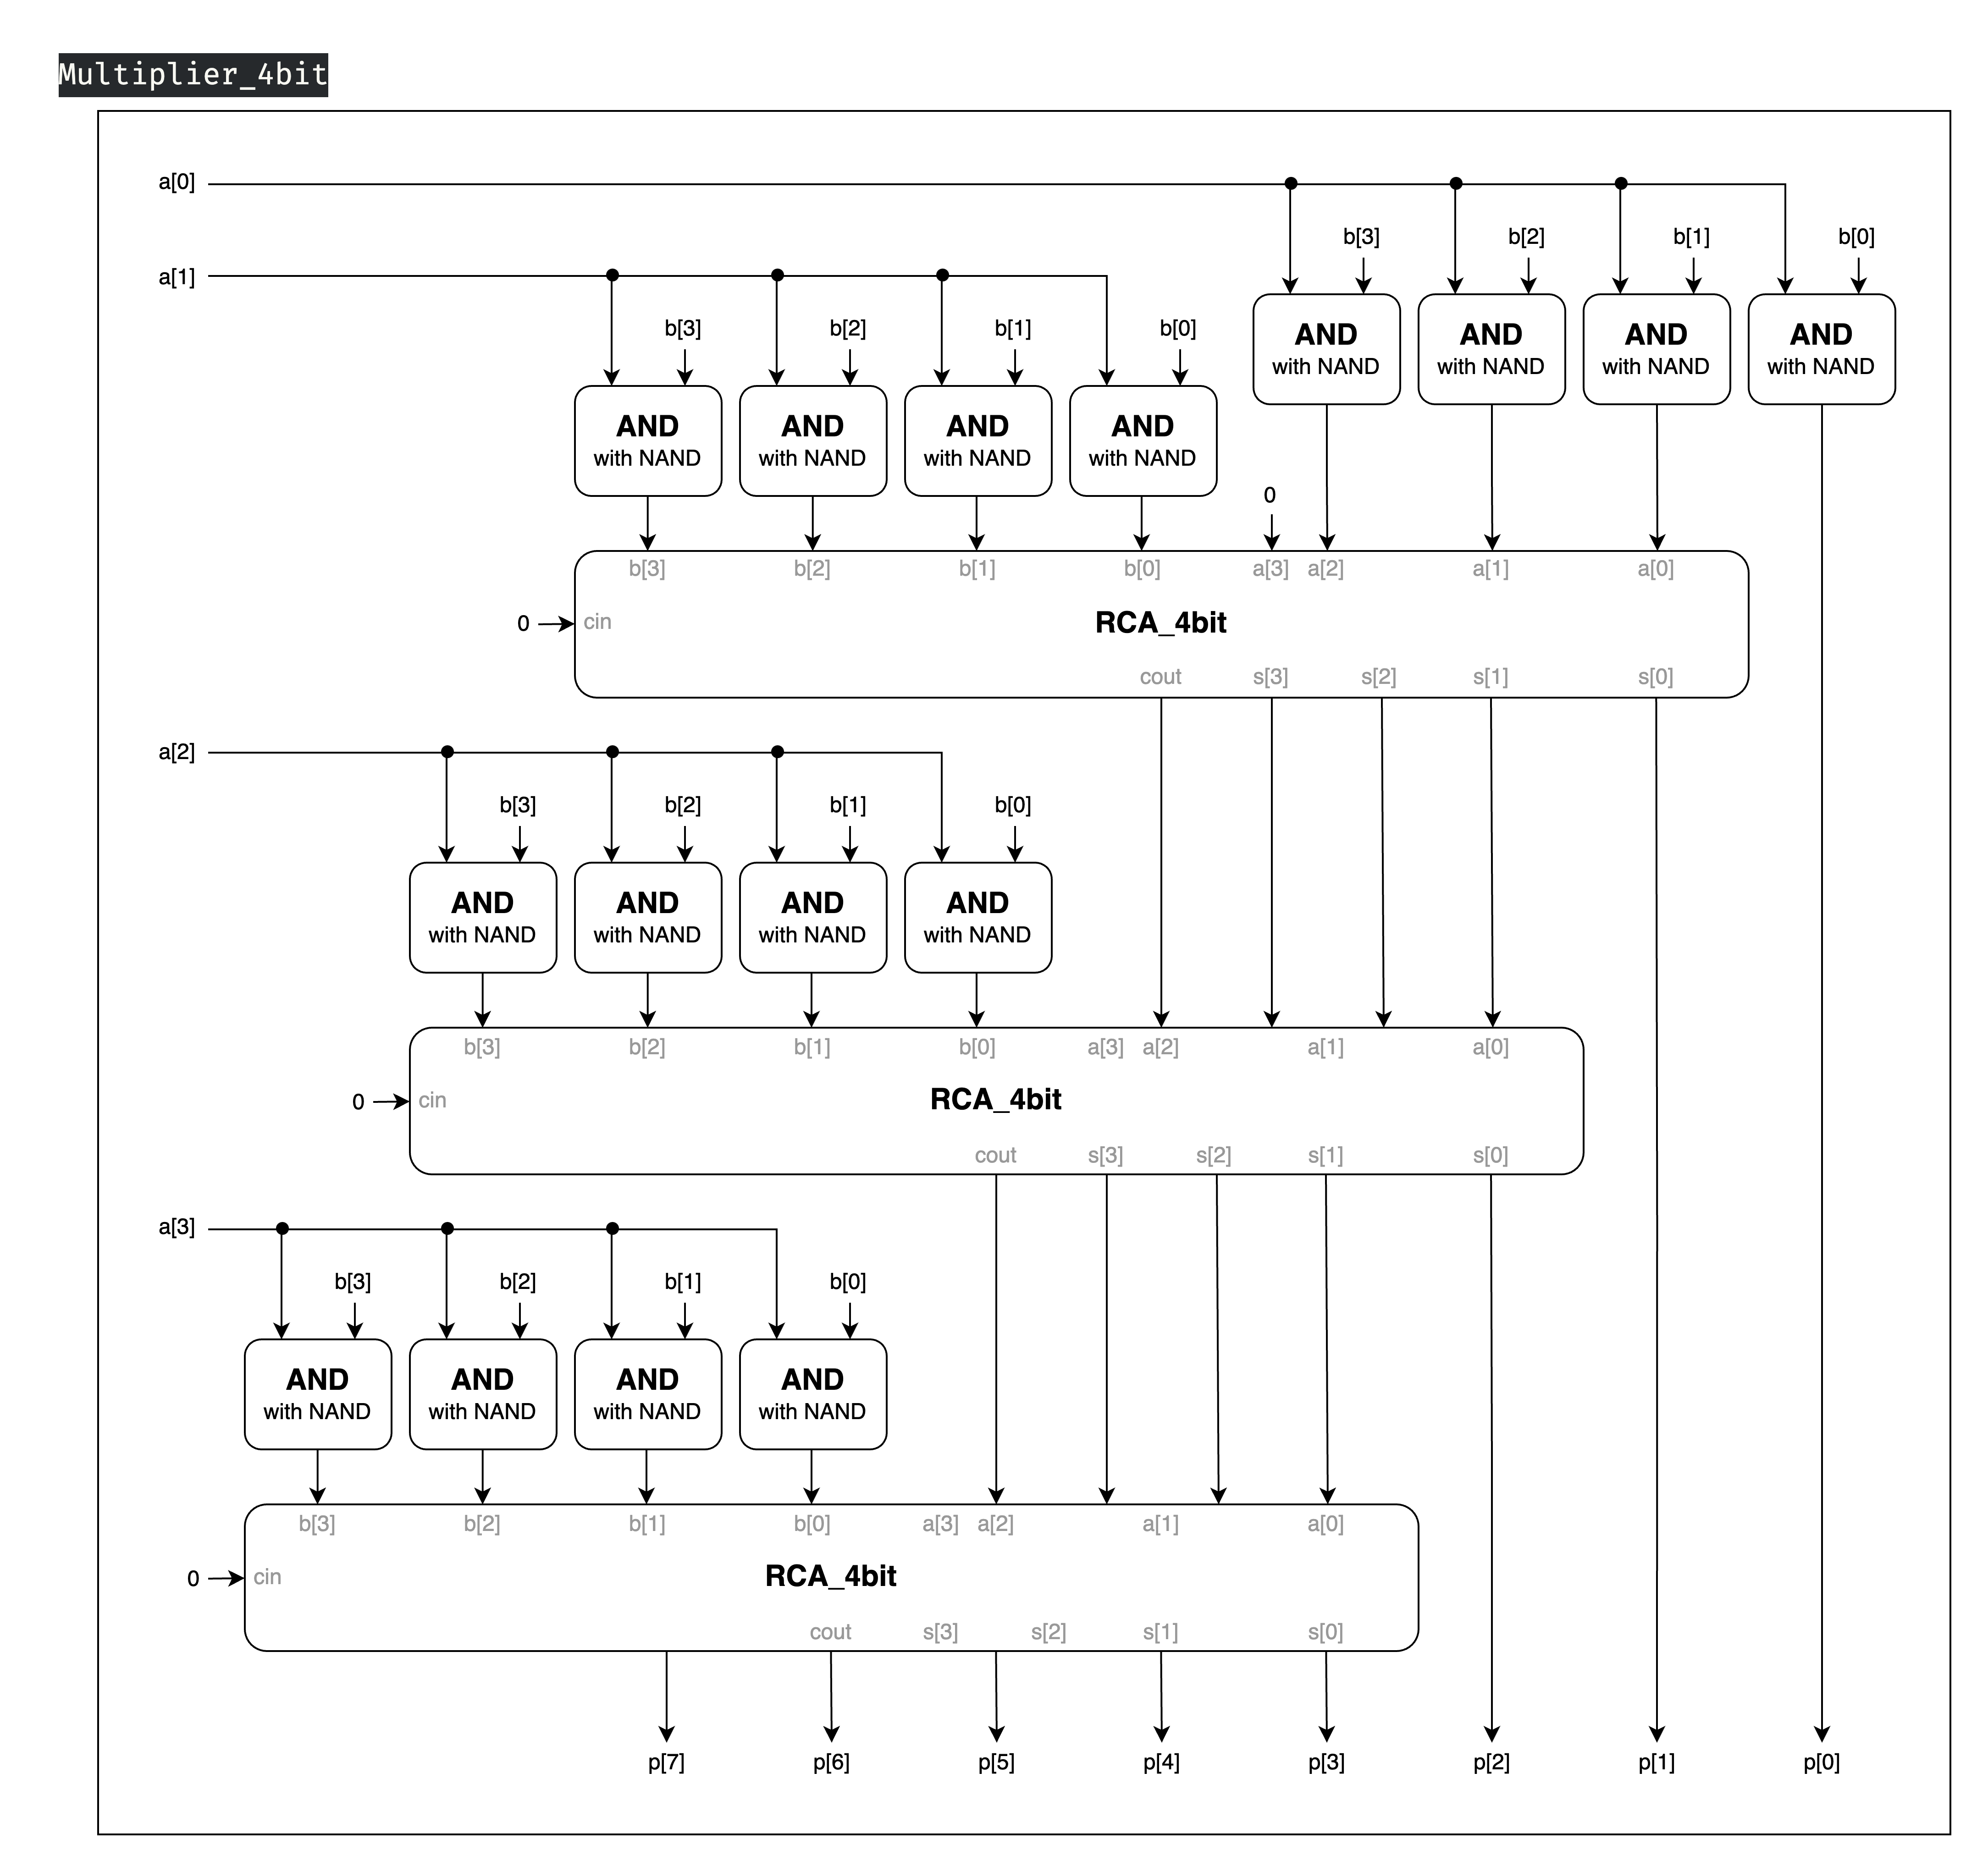 Multiplier_4bit
a[0]
b[3] b[2] b[1] b[0]
a[1]
b[3] b[2] b[1] b[0]
AND AND AND AND
with NAND with NAND with NAND with NAND
AND AND AND AND
with NAND with NAND with NAND with NAND
0
b[3] b[2] b[1] b[0] a[3] a[2] a[1] a[0]
0 cin RCA_4bit
cout s[3] s[2] s[1] s[0]
a[2]
b[3] b[2] b[1] b[0]
AND AND AND AND
with NAND with NAND with NAND with NAND
b[3] b[2] b[1] b[0] a[3] a[2] a[1] a[0]
0 cin RCA_4bit
cout s[3] s[2] s[1] s[0]
a[3]
b[3] b[2] b[1] b[0]
AND AND AND AND
with NAND with NAND with NAND with NAND
b[3] b[2] b[1] b[0] a[3] a[2] a[1] a[0]
0 cin RCA_4bit
cout s[3] s[2] s[1] s[0]
p[7] p[6] p[5] p[4] p[3] p[2] p[1] p[0]